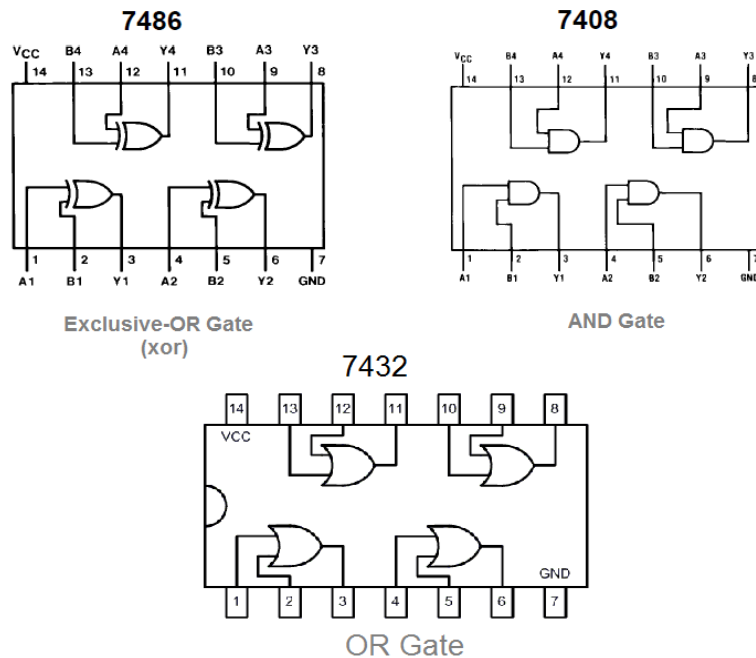 7486
VCC B4 A4 Y4 B3 A3 Y3
14 13 12 11 10 9 8
1 2 3 4 5 6 7
A1 B1 Y1 A2 B2 Y2 GND
Exclusive-OR Gate
(xor)
7408
VCC B4 A4 Y4 B3 A3 Y3
14 13 12 11 10 9 8
1 2 3 4 5 6 7
A1 B1 Y1 A2 B2 Y2 GND
AND Gate
7432
14 13 12 11 10 9 8
VCC
GND
1 2 3 4 5 6 7
OR Gate